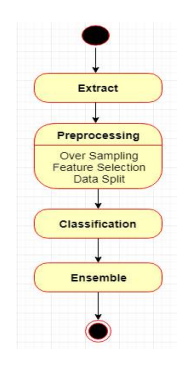 Extract
Preprocessing
Over Sampling
Feature Selection
Data Split
Classification
Ensemble